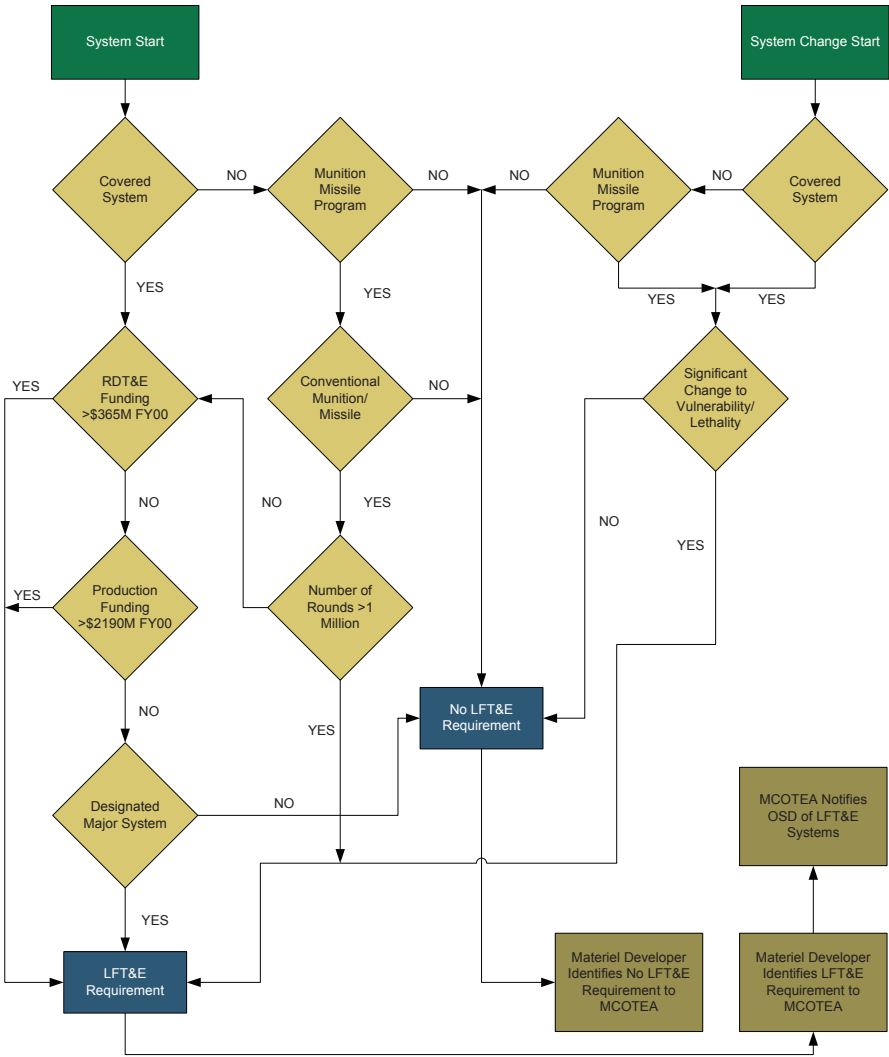 System Start
System Change Start
Covered
System
NO
Munition
Missile
Program
NO
NO
Munition
Missile
Program
NO
Covered
System
YES
YES
YES
YES
YES
RDT&E
Funding
>$365M FY00
Conventional
Munition/
Missile
NO
Significant
Change to
Vulnerability/
Lethality
NO
NO
YES
NO
YES
YES
Production
Funding
>$2190M FY00
Number of
Rounds >1
Million
NO
YES
No LFT&E
Requirement
Designated
Major System
NO
MCOTEA Notifies
OSD of LFT&E
Systems
YES
LFT&E
Requirement
Materiel Developer
Identifies No LFT&E
Requirement to
MCOTEA
Materiel Developer
Identifies LFT&E
Requirement to
MCOTEA